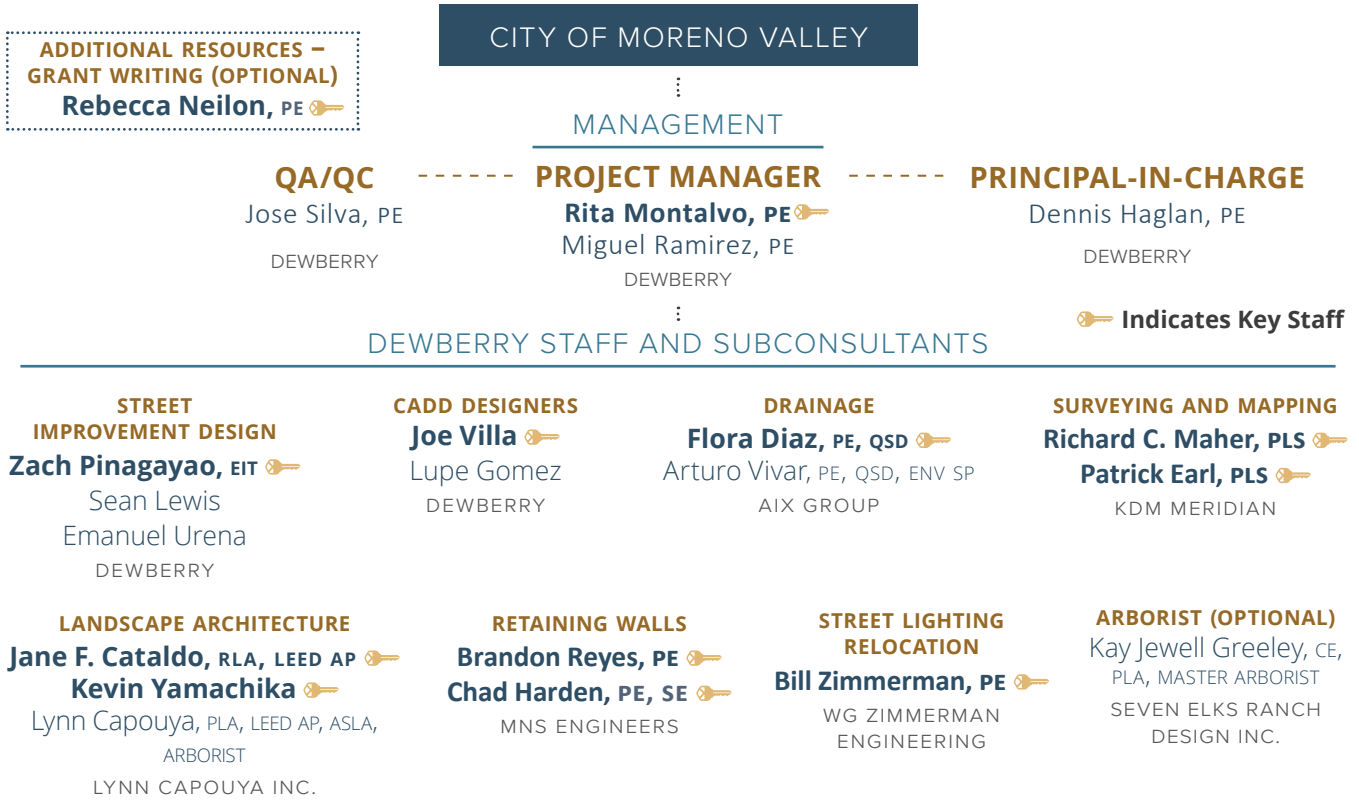 CITY OF MORENO VALLEY
ADDITIONAL RESOURCES –
GRANT WRITING (OPTIONAL)
Rebecca Neilon, PE
MANAGEMENT
QA/QC
Jose Silva, PE
DEWBERRY
PROJECT MANAGER
Rita Montalvo, PE
Miguel Ramirez, PE
DEWBERRY
PRINCIPAL-IN-CHARGE
Dennis Haglan, PE
DEWBERRY
Indicates Key Staff
DEWBERRY STAFF AND SUBCONSULTANTS
STREET
IMPROVEMENT DESIGN
Zach Pinagayao, EIT
Sean Lewis
Emanuel Urena
DEWBERRY
CADD DESIGNERS
Joe Villa
Lupe Gomez
DEWBERRY
DRAINAGE
Flora Diaz, PE, QSD
Arturo Vivar, PE, QSD, ENV SP
AIX GROUP
SURVEYING AND MAPPING
Richard C. Maher, PLS
Patrick Earl, PLS
KDM MERIDIAN
LANDSCAPE ARCHITECTURE
Jane F. Cataldo, RLA, LEED AP
Kevin Yamachika
Lynn Capouya, PLA, LEED AP, ASLA,
ARBORIST
LYNN CAPOUYA INC.
RETAINING WALLS
Brandon Reyes, PE
Chad Harden, PE, SE
MNS ENGINEERS
STREET LIGHTING
RELOCATION
Bill Zimmerman, PE
WG ZIMMERMAN
ENGINEERING
ARBORIST (OPTIONAL)
Kay Jewell Greeley, CE,
PLA, MASTER ARBORIST
SEVEN ELKS RANCH
DESIGN INC.